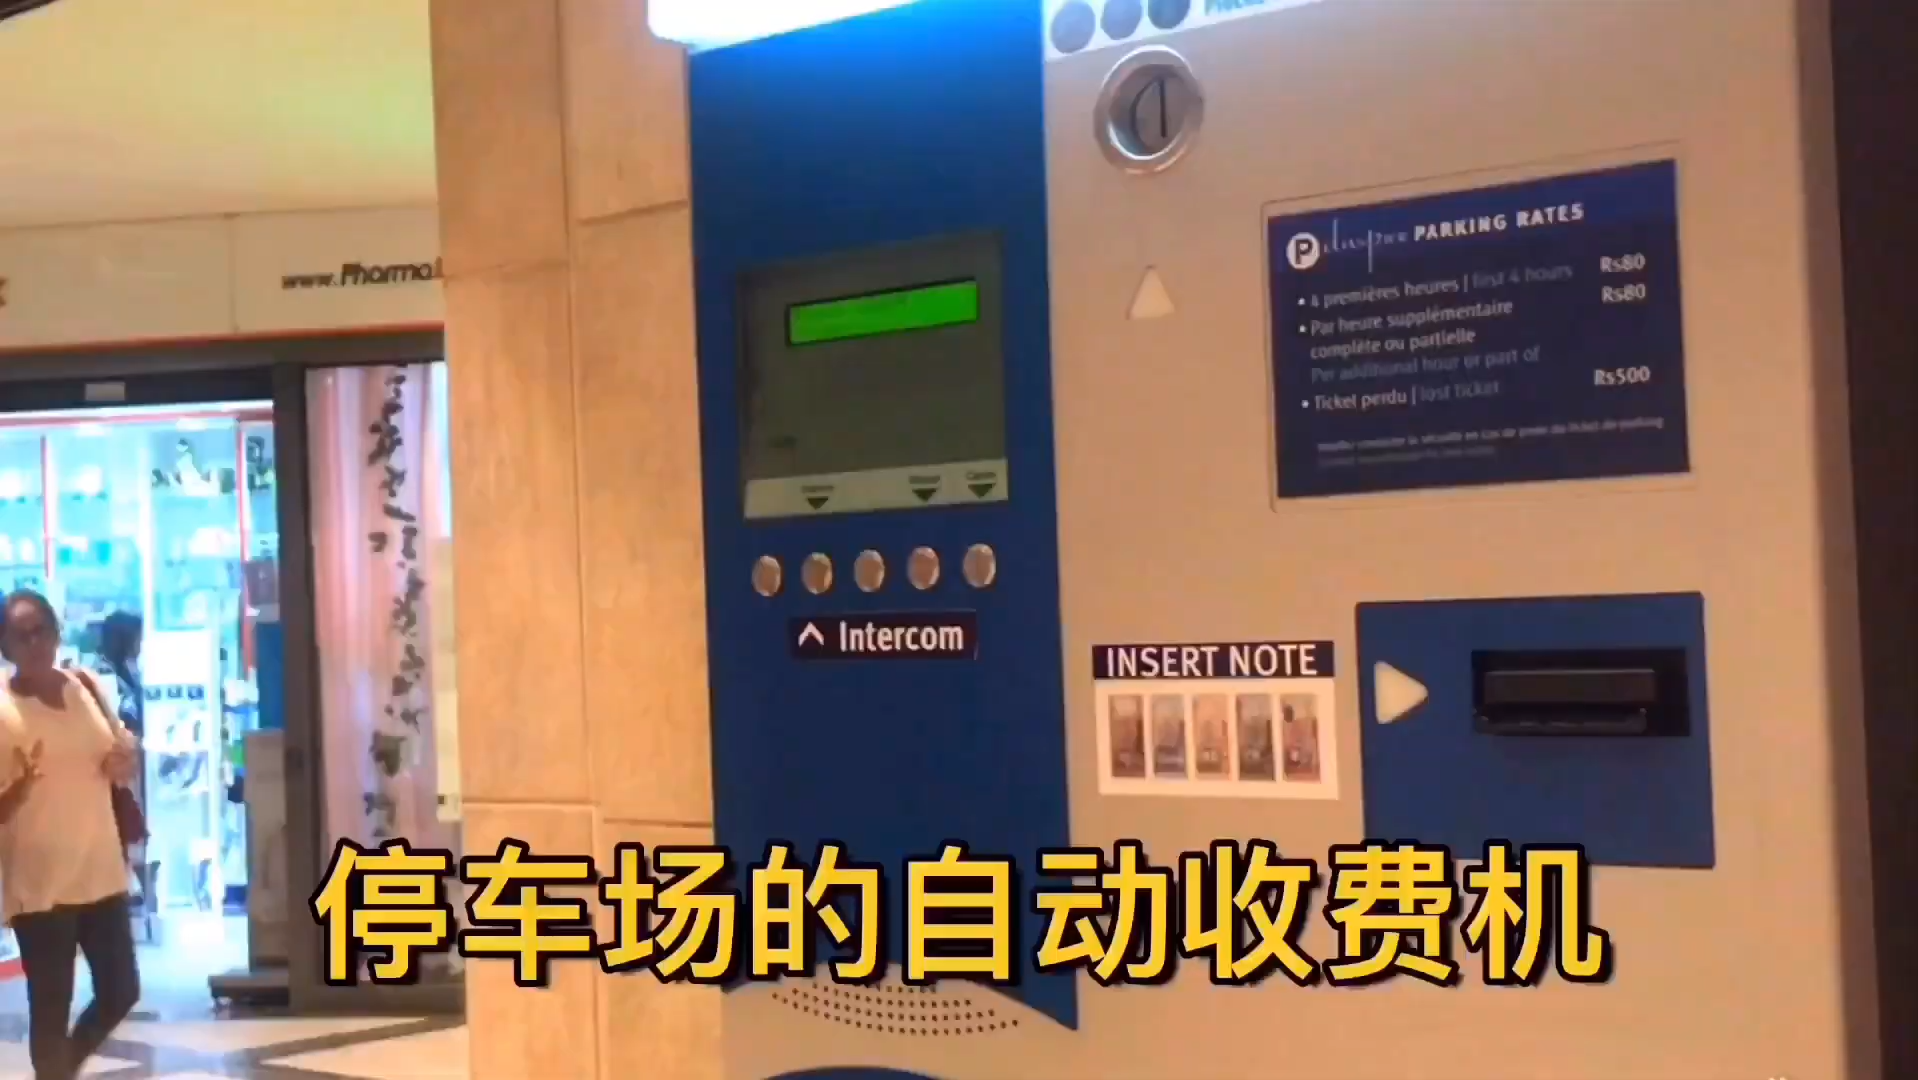 www.Pharma
P PARKING RATES
• 4 premières heures | first 4 hours Rs80
• Par heure supplémentaire Rs80
complète ou partielle
Per additional hour or part of
• Ticket perdu | lost ticket Rs500
Intercom
INSERT NOTE
停车场的自动收费机